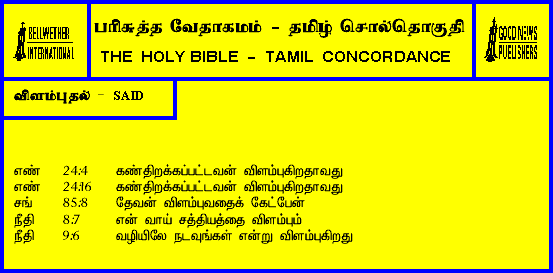 BELLWETHER
INTERNATIONAL
பரிசுத்த வேதாகமம் - தமிழ் சொல்தொகுதி
THE HOLY BIBLE - TAMIL CONCORDANCE
GOOD NEWS
PUBLISHERS
விளம்புதல் - SAID
எண் 24:4 கண்திறக்கப்பட்டவன் விளம்புகிறதாவது
எண் 24:16 கண்திறக்கப்பட்டவன் விளம்புகிறதாவது
சங் 85:8 தேவன் விளம்புவதைக் கேட்பேன்
நீதி 8:7 என் வாய் சத்தியத்தை விளம்பும்
நீதி 9:6 வழியிலே நடவுங்கள் என்று விளம்புகிறது